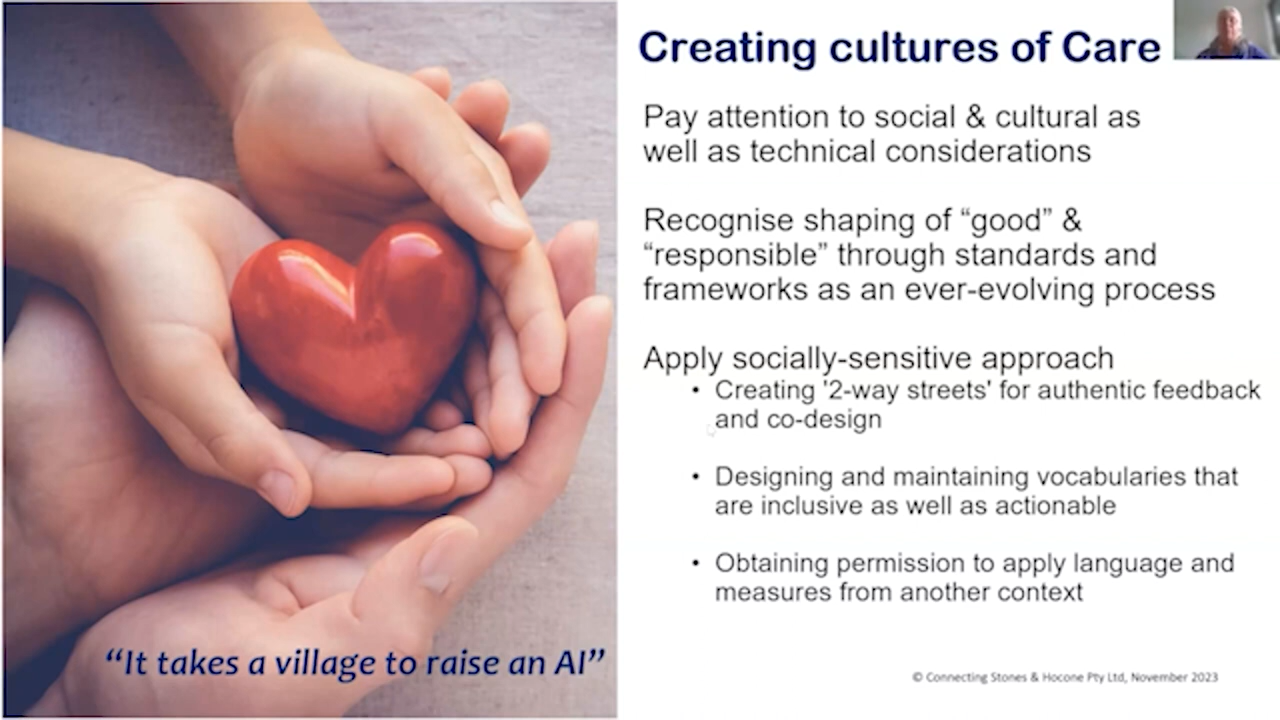 Creating cultures of Care
Pay attention to social & cultural as
well as technical considerations
Recognise shaping of “good” &
“responsible” through standards and
frameworks as an ever-evolving process
Apply socially-sensitive approach
• Creating '2-way streets' for authentic feedback
and co-design
• Designing and maintaining vocabularies that
are inclusive as well as actionable
• Obtaining permission to apply language and
measures from another context
“It takes a village to raise an AI”
© Connecting Stones & Hocone Pty Ltd, November 2023